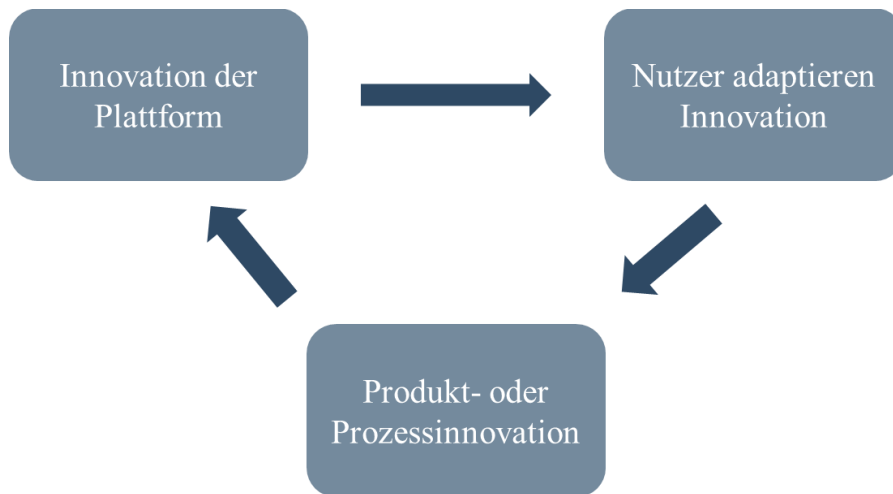 Innovation der
Plattform
Nutzer adaptieren
Innovation
Produkt- oder
Prozessinnovation